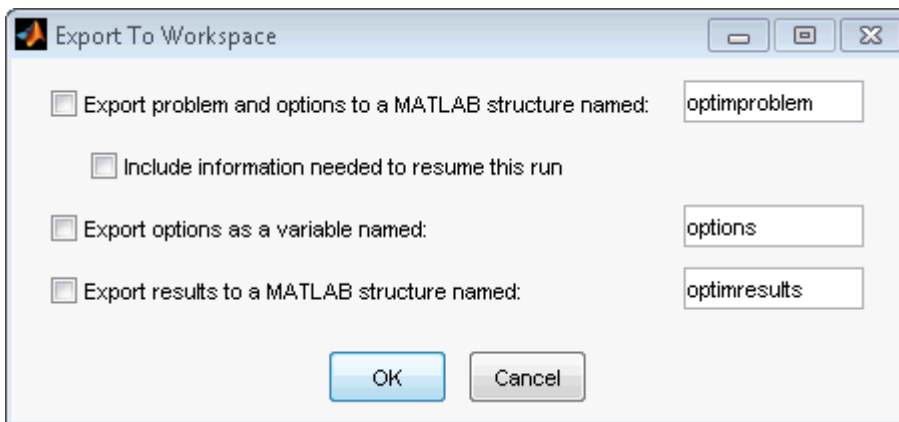 Export To Workspace
Export problem and options to a MATLAB structure named: optimproblem
Include information needed to resume this run
Export options as a variable named: options
Export results to a MATLAB structure named: optimresults
OK Cancel